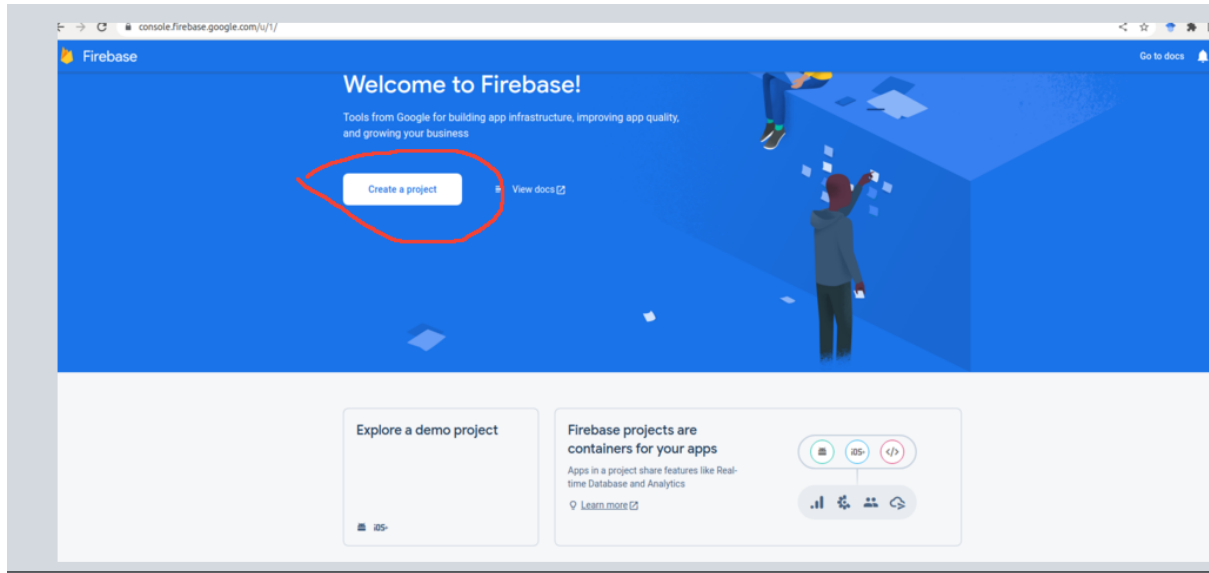 console.firebase.google.com/u/1/
Firebase
Go to docs
Welcome to Firebase!
Tools from Google for building app infrastructure, improving app quality,
and growing your business
Create a project
View docs
Explore a demo project
iOS+
Firebase projects are
containers for your apps
Apps in a project share features like Real-
time Database and Analytics
Learn more
iOS+